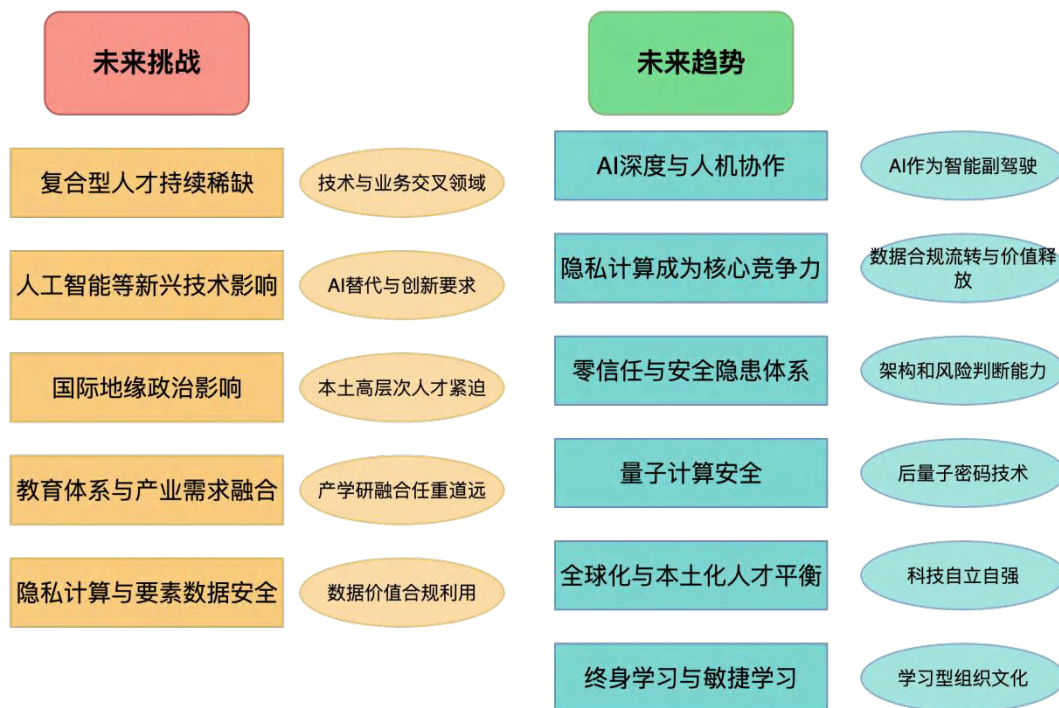 未来挑战
复合型人才持续稀缺
技术与业务交叉领域
人工智能等新兴技术影响
AI替代与创新要求
国际地缘政治影响
本土高层次人才紧迫
教育体系与产业需求融合
产学研融合任重道远
隐私计算与要素数据安全
数据价值合规利用
未来趋势
AI深度与人机协作
AI作为智能副驾驶
隐私计算成为核心竞争力
数据合规流转与价值释
放
零信任与安全隐患体系
架构和风险判断能力
量子计算安全
后量子密码技术
全球化与本土化人才平衡
科技自立自强
终身学习与敏捷学习
学习型组织文化